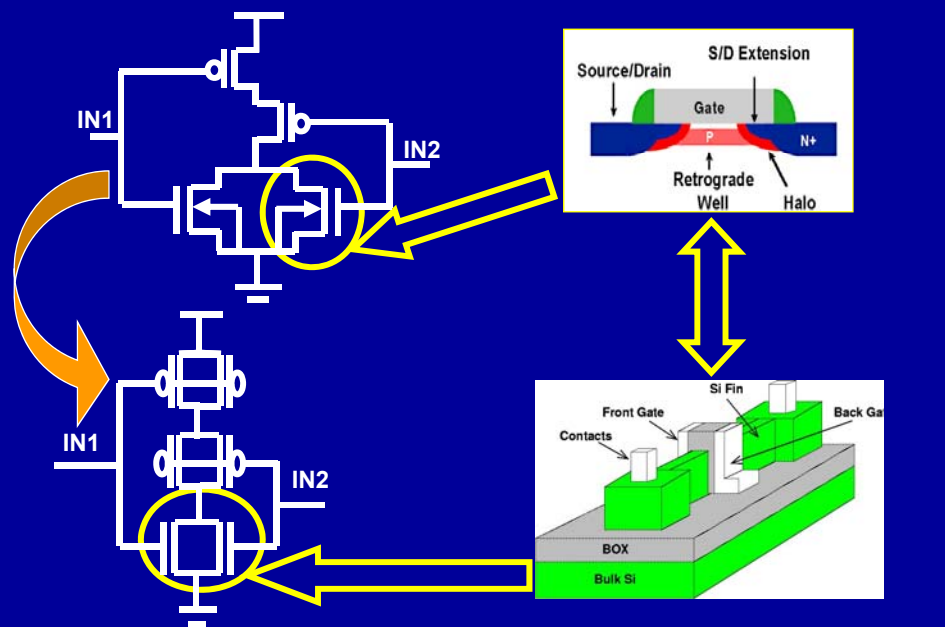 IN1
IN2
S/D Extension
Source/Drain
Gate
P
N+
Retrograde
Well
Halo
IN1
IN2
Si Fin
Front Gate
Back Ga
Contacts
BOX
Bulk Si